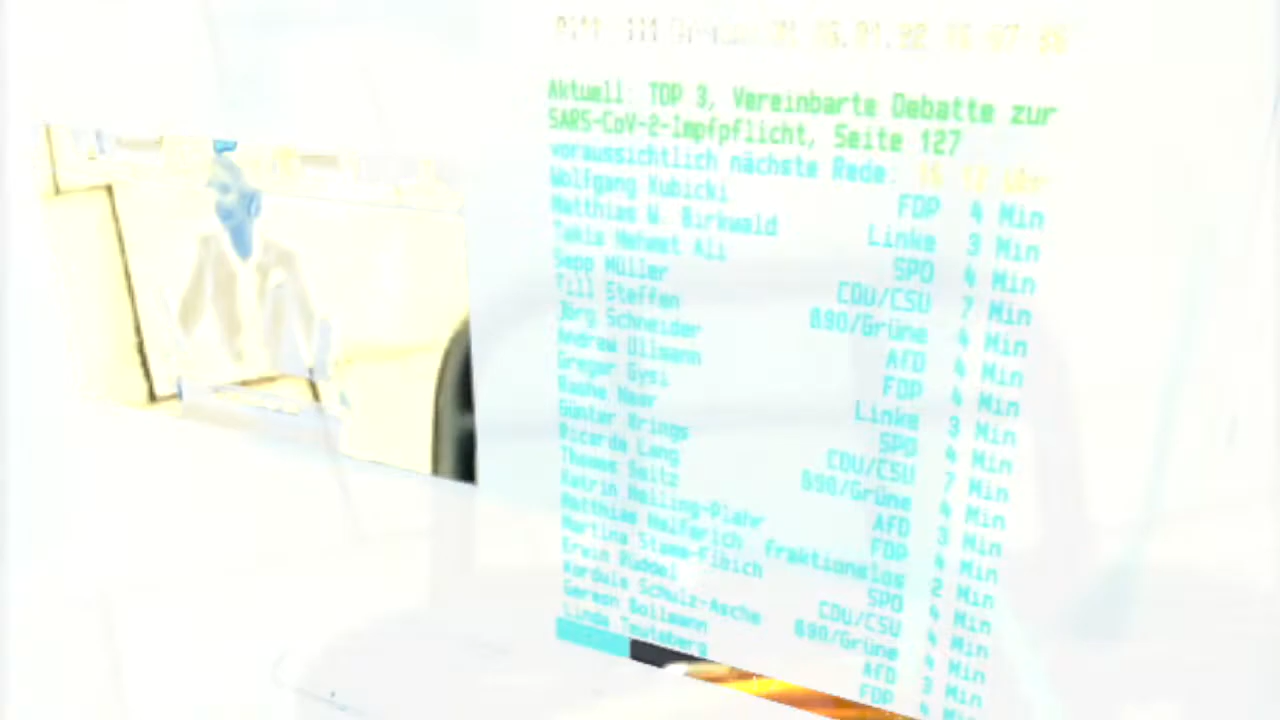 Aktuell: TOP 3, Vereinbarte Debatte zur
SARS-CoV-2-Impfpflicht, Seite 127
voraussichtlich nächste Rede:
Wolfgang Kubicki FDP 4 Min
Matthias W. Birkwald Linke 3 Min
Takis Mehmet Ali SPD 4 Min
Sepp Müller CDU/CSU 7 Min
Till Steffen B90/Grüne 4 Min
Jörg Schneider AfD 4 Min
Andrew Ullmann FDP 4 Min
Gregor Gysi Linke 3 Min
Rasha Nasr SPD 4 Min
Günter Krings CDU/CSU 7 Min
Ricarda Lang B90/Grüne 4 Min
Thomas Seitz AfD 3 Min
Katrin Helling-Plahr FDP 4 Min
Matthias Helferich fraktionslos 2 Min
Martina Stamm-Fibich SPD 4 Min
Erwin Rüddel CDU/CSU 4 Min
Kordula Schulz-Asche B90/Grüne 4 Min
Gereon Bollmann AfD 3 Min
Linda Teuteberg FDP 4 Min